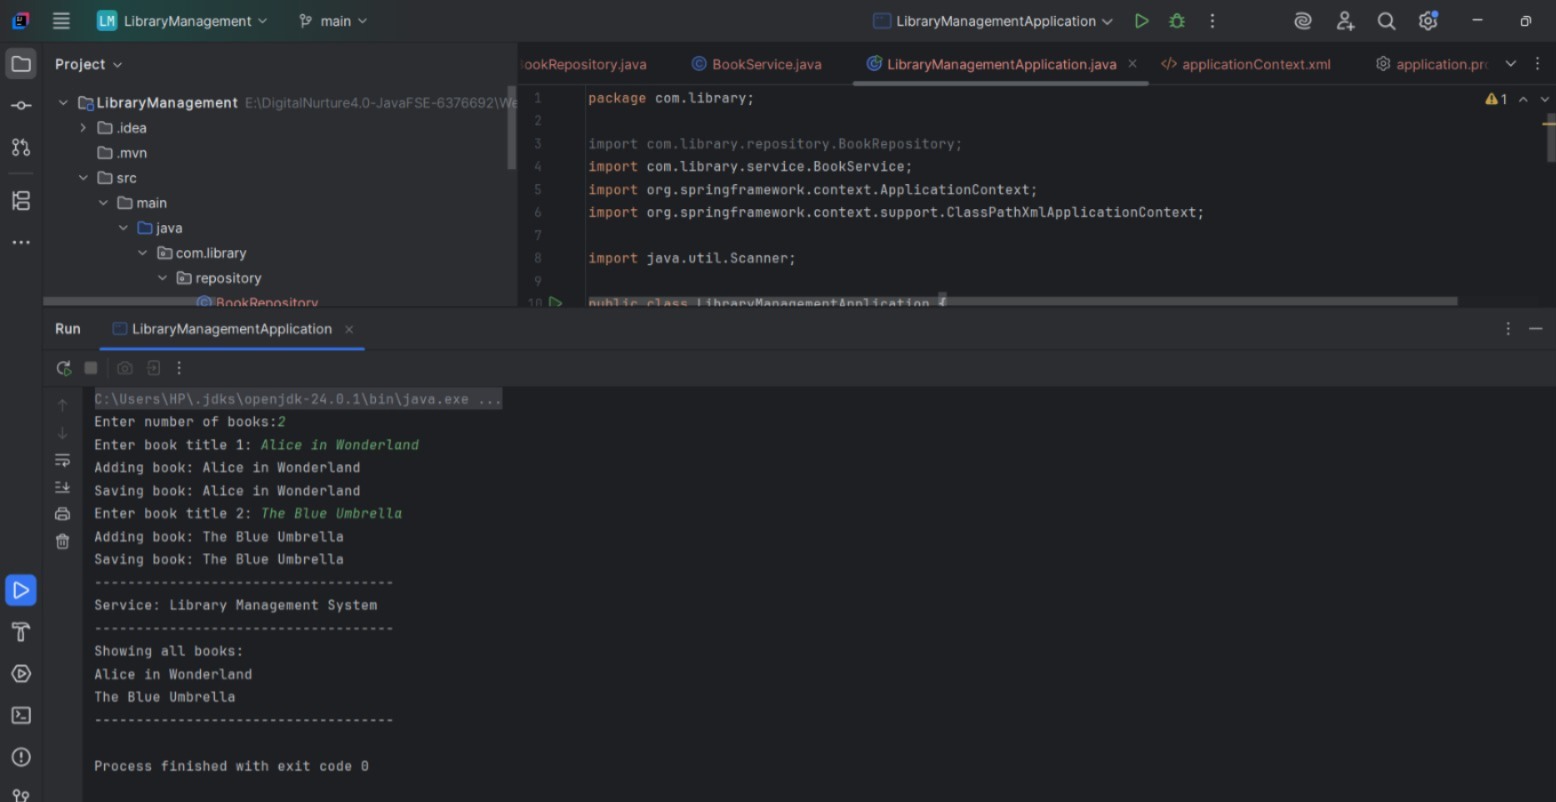 LM LibraryManagement main LibraryManagementApplication
Project
ookRepository.java BookService.java LibraryManagementApplication.java applicationContext.xml application.pr
LibraryManagement E:\DigitalNurture4.0-JavaFSE-6376692\We
.idea
.mvn
src
main
java
com.library
repository
BookRepository
1 package com.library;
2
3 import com.library.repository.BookRepository;
4 import com.library.service.BookService;
5 import org.springframework.context.ApplicationContext;
6 import org.springframework.context.support.ClassPathXmlApplicationContext;
7
8 import java.util.Scanner;
9
10 public class LibraryManagementApplication {
1
Run LibraryManagementApplication
C:\Users\HP\.jdks\openjdk-24.0.1\bin\java.exe ...
Enter number of books:2
Enter book title 1: Alice in Wonderland
Adding book: Alice in Wonderland
Saving book: Alice in Wonderland
Enter book title 2: The Blue Umbrella
Adding book: The Blue Umbrella
Saving book: The Blue Umbrella
------------------------------------
Service: Library Management System
------------------------------------
Showing all books:
Alice in Wonderland
The Blue Umbrella
------------------------------------
Process finished with exit code 0